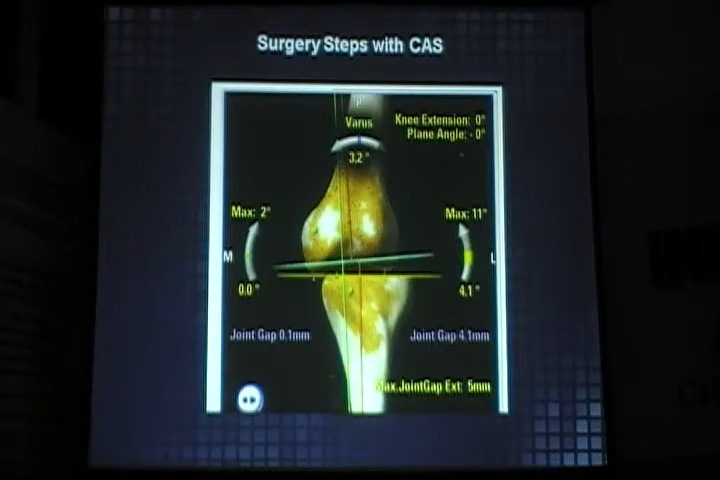 Surgery Steps with CAS
P
Varus
3.2°
Knee Extension: 0°
Plane Angle: - 0°
Max: 2°
Max: 11°
M
L
0.0°
4.1°
Joint Gap 0.1mm
Joint Gap 4.1mm
Max.JointGap Ext: 5mm